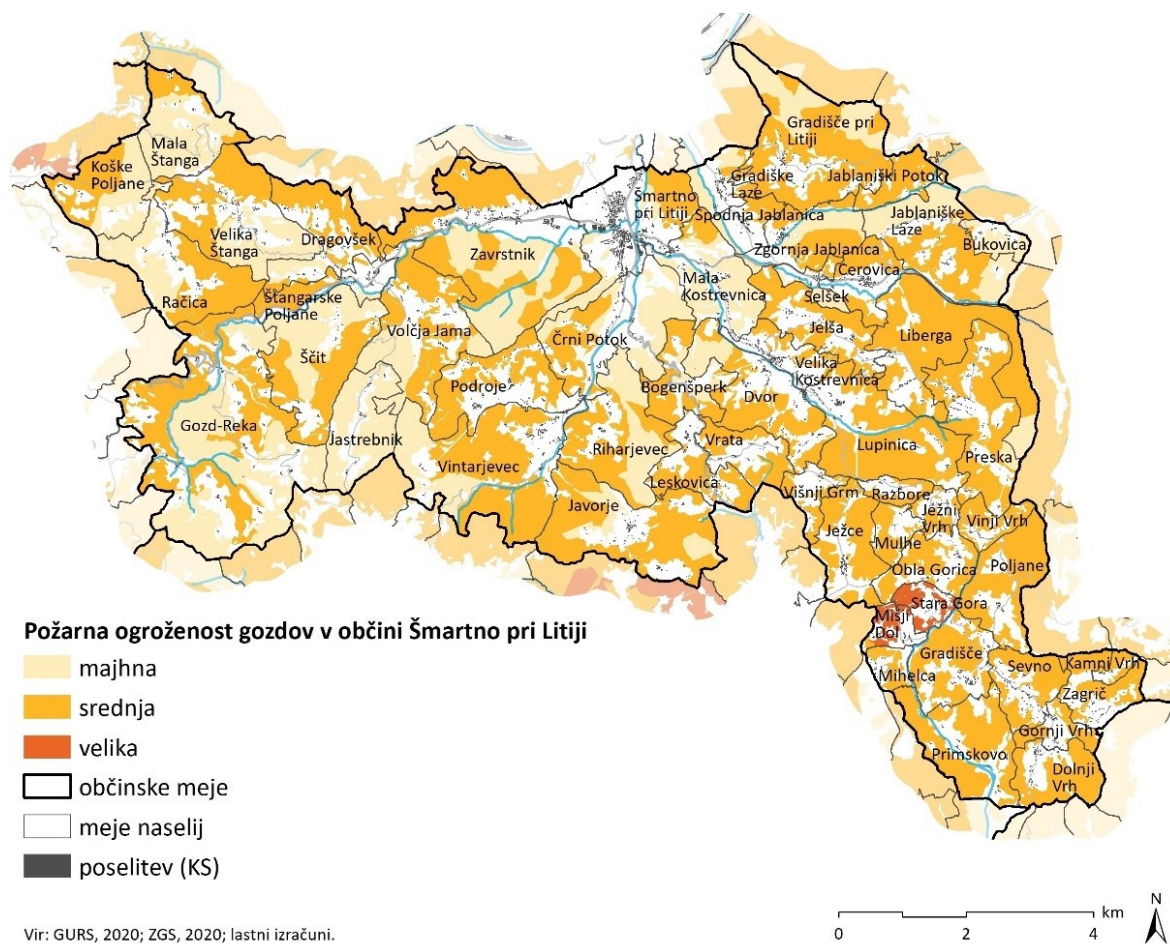 Gradišče pri
Litiji
Mala
Štanga
Koške
Poljane
Gradiške
Laze
Jablaniški Potok
Šmartno
pri Litiji
Spodnja Jablanica
Jablaniške
Laze
Bukovica
Velika
Štanga
Dragovšek
Zavrstnik
Zgornja Jablanica
Cerovica
Mala
Kostrevnica
Selšek
Račica
Štangarske
Poljane
Volčja Jama
Črni Potok
Jelša
Liberga
Ščit
Velika
Kostrevnica
Podroje
Bogenšperk
Dvor
Gozd-Reka
Jastrebnik
Riharjevec
Vrata
Lupinica
Preska
Vintarjevec
Leskovica
Javorje
Višnji Grm
Razbore
Ježni
Vrh
Vinji Vrh
Ježce
Mulhe
Obla Gorica
Poljane
Stara Gora
Mišji
Dol
Gradišče
Sevno
Kamni Vrh
Mihelca
Zagrič
Gornji Vrh
Primskovo
Dolnji
Vrh
Požarna ogroženost gozdov v občini Šmartno pri Litiji
majhna
srednja
velika
občinske meje
meje naselij
poselitev (KS)
Vir: GURS, 2020; ZGS, 2020; lastni izračuni.
N
km
0 2 4